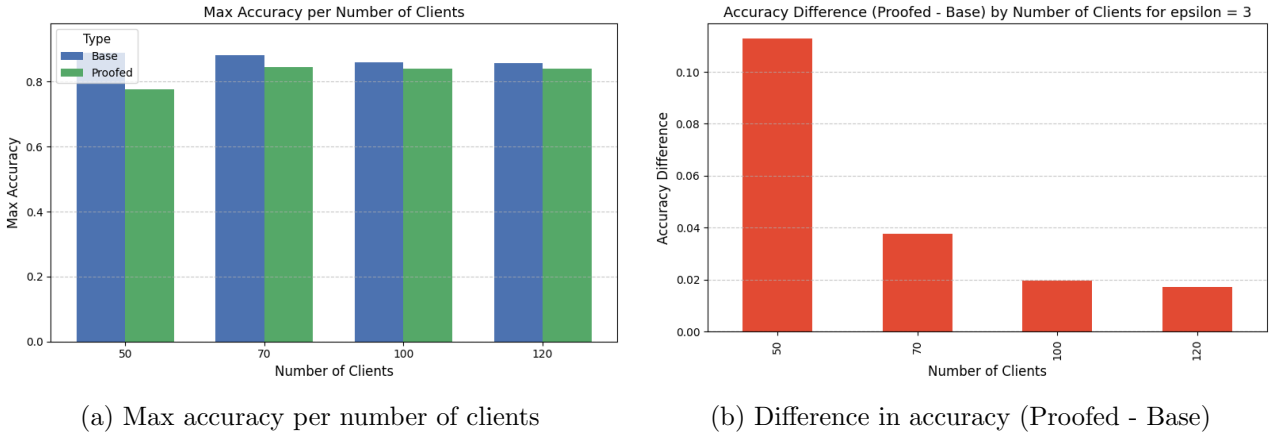 Max Accuracy per Number of Clients
Type
Base
Proofed
Max Accuracy
0.8
0.6
0.4
0.2
0.0
50
70
100
120
Number of Clients
(a) Max accuracy per number of clients
Accuracy Difference (Proofed - Base) by Number of Clients for epsilon = 3
Accuracy Difference
0.10
0.08
0.06
0.04
0.02
0.00
50
70
100
120
Number of Clients
(b) Difference in accuracy (Proofed - Base)